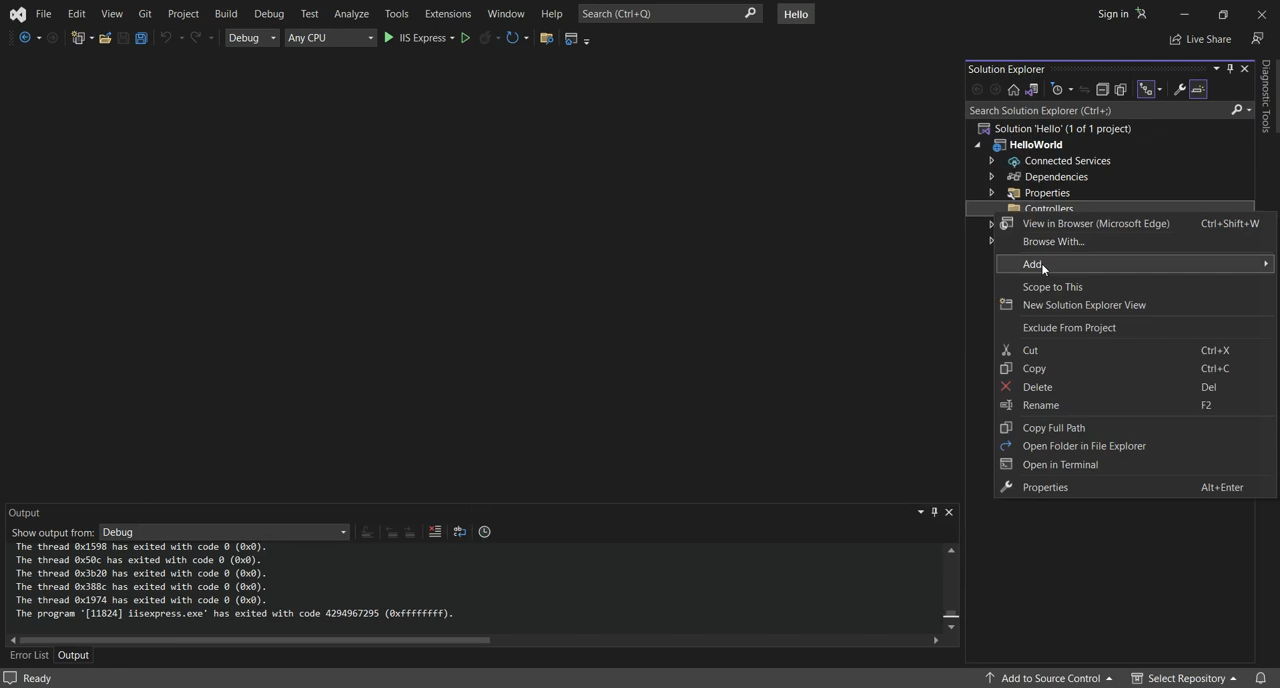 File Edit View Git Project Build Debug Test Analyze Tools Extensions Window Help Search (Ctrl+Q) Hello Sign in
Debug Any CPU IIS Express Live Share
Solution Explorer
Search Solution Explorer (Ctrl+;)
Solution 'Hello' (1 of 1 project)
HelloWorld
Connected Services
Dependencies
Properties
Controllers
View in Browser (Microsoft Edge) Ctrl+Shift+W
Browse With...
Add
Scope to This
New Solution Explorer View
Exclude From Project
Cut Ctrl+X
Copy Ctrl+C
Delete Del
Rename F2
Copy Full Path
Open Folder in File Explorer
Open in Terminal
Properties Alt+Enter
Diagnostic Tools
Output
Show output from: Debug
The thread 0x1598 has exited with code 0 (0x0).
The thread 0x50c has exited with code 0 (0x0).
The thread 0x3b20 has exited with code 0 (0x0).
The thread 0x388c has exited with code 0 (0x0).
The thread 0x1974 has exited with code 0 (0x0).
The program '[11824] iisexpress.exe' has exited with code 4294967295 (0xffffffff).
Error List Output
Ready Add to Source Control Select Repository